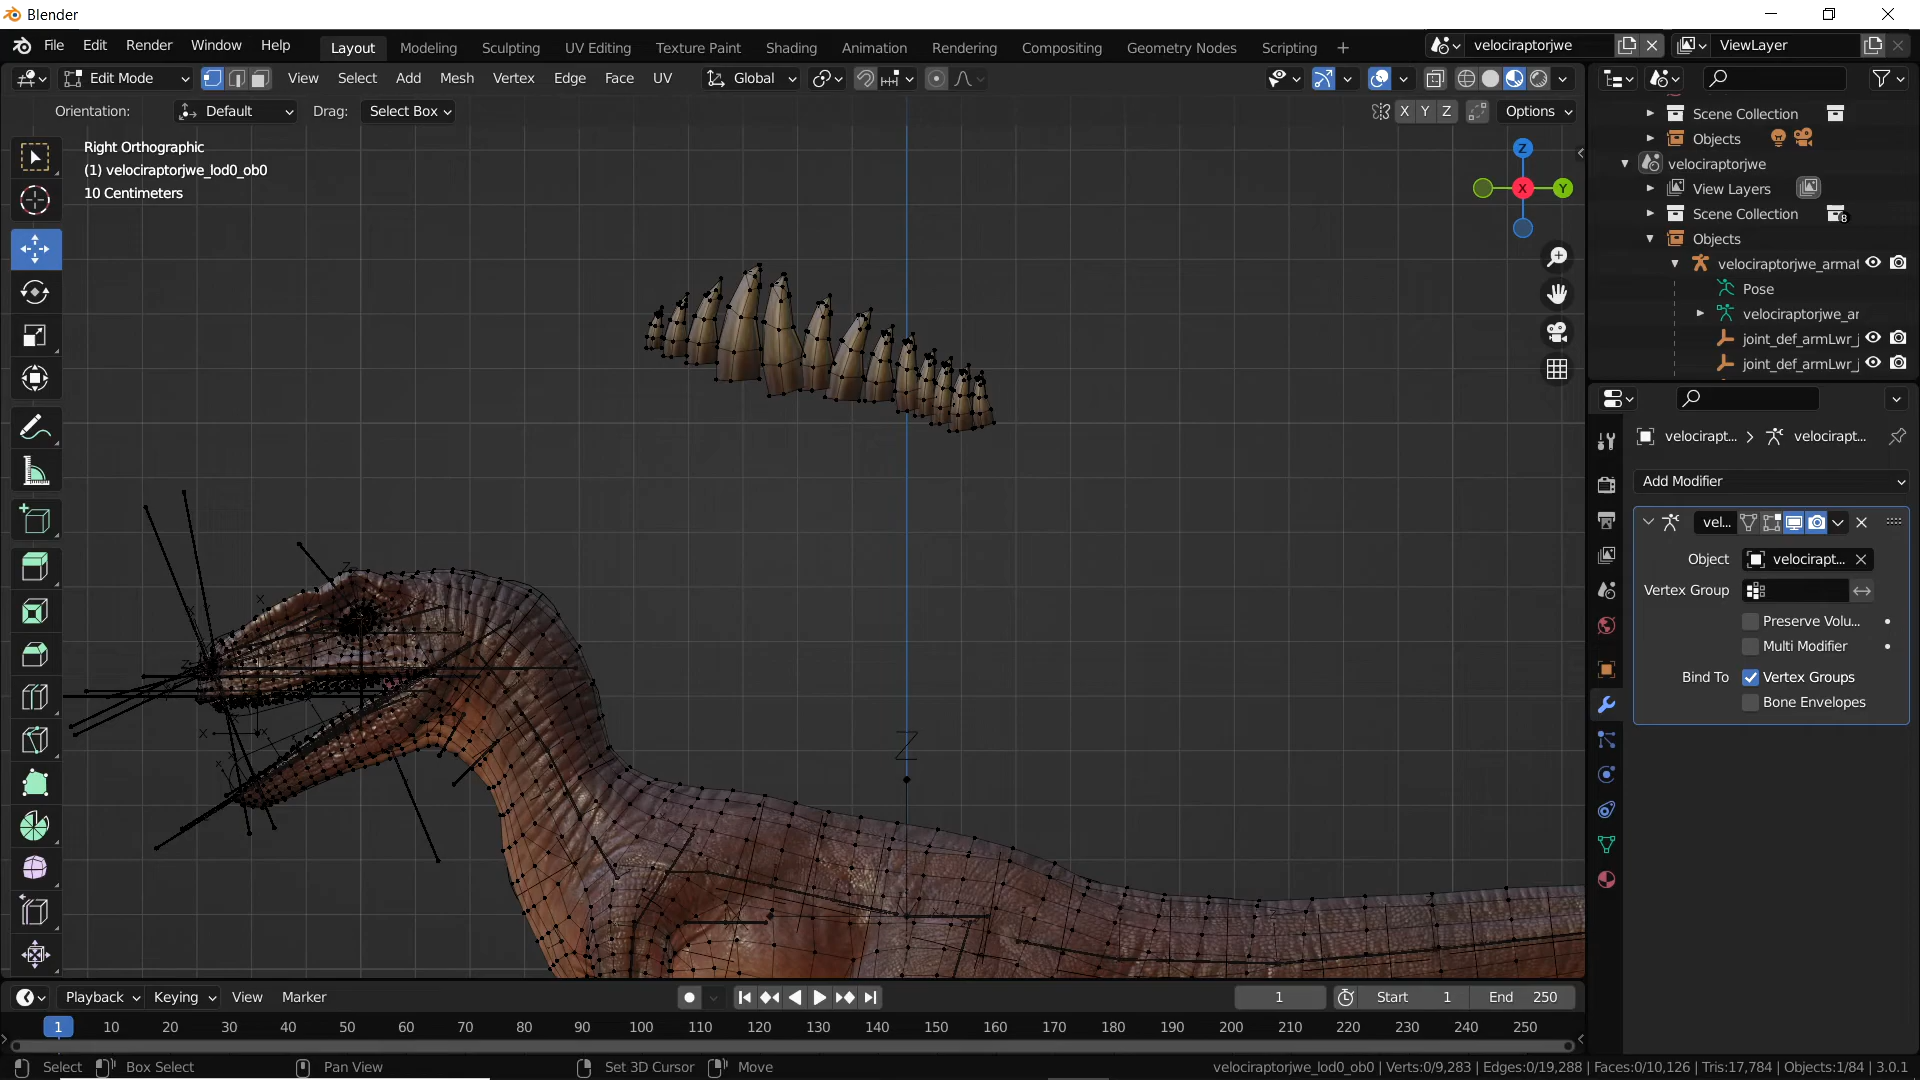 Blender
File Edit Render Window Help
Layout Modeling Sculpting UV Editing Texture Paint Shading Animation Rendering Compositing Geometry Nodes Scripting +
velociraptorjwe
ViewLayer
Edit Mode View Select Add Mesh Vertex Edge Face UV Global
Orientation: Default Drag: Select Box
X Y Z Options
Right Orthographic
(1) velociraptorjwe_lod0_ob0
10 Centimeters
Z
X
Y
Z
Scene Collection
Objects
velociraptorjwe
View Layers
Scene Collection 8
Objects
velociraptorjwe_armat
Pose
velociraptorjwe_ar
joint_def_armLwr_j
joint_def_armLwr_j
velocirapt... > velocirapt...
Add Modifier
vel...
Object velocirapt...
Vertex Group
Preserve Volu...
Multi Modifier
Bind To Vertex Groups
Bone Envelopes
Playback Keying View Marker
1 Start 1 End 250
1 10 20 30 40 50 60 70 80 90 100 110 120 130 140 150 160 170 180 190 200 210 220 230 240 250
Select Box Select Pan View Set 3D Cursor Move
velociraptorjwe_lod0_ob0 | Verts:0/9,283 | Edges:0/19,288 | Faces:0/10,126 | Tris:17,784 | Objects:1/84 | 3.0.1